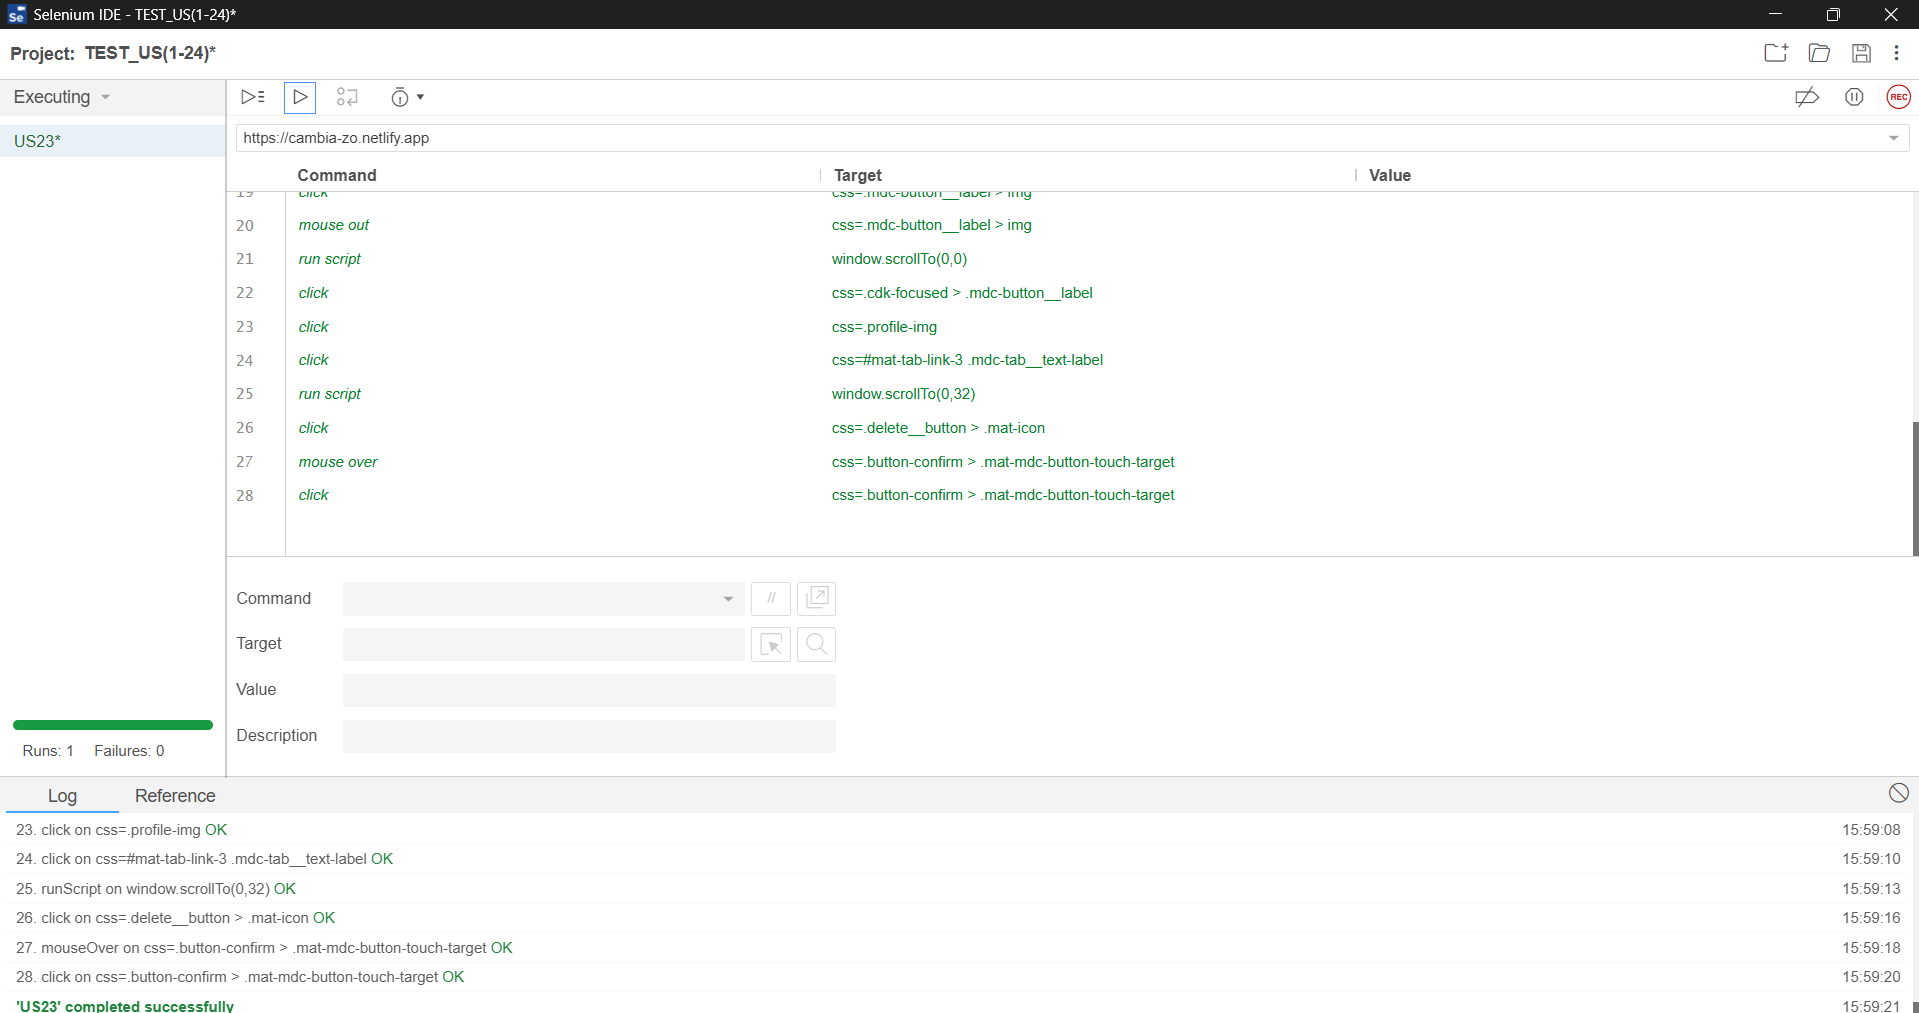 Selenium IDE - TEST_US(1-24)*
Project: TEST_US(1-24)*
Executing
REC
US23*
https://cambia-zo.netlify.app
Command Target Value
19 click css=.mdc-button__label > img
20 mouse out css=.mdc-button__label > img
21 run script window.scrollTo(0,0)
22 click css=.cdk-focused > .mdc-button__label
23 click css=.profile-img
24 click css=#mat-tab-link-3 .mdc-tab__text-label
25 run script window.scrollTo(0,32)
26 click css=.delete__button > .mat-icon
27 mouse over css=.button-confirm > .mat-mdc-button-touch-target
28 click css=.button-confirm > .mat-mdc-button-touch-target
Command //
Target
Value
Description
Runs: 1 Failures: 0
Log Reference
23. click on css=.profile-img OK 15:59:08
24. click on css=#mat-tab-link-3 .mdc-tab__text-label OK 15:59:10
25. runScript on window.scrollTo(0,32) OK 15:59:13
26. click on css=.delete__button > .mat-icon OK 15:59:16
27. mouseOver on css=.button-confirm > .mat-mdc-button-touch-target OK 15:59:18
28. click on css=.button-confirm > .mat-mdc-button-touch-target OK 15:59:20
'US23' completed successfully 15:59:21